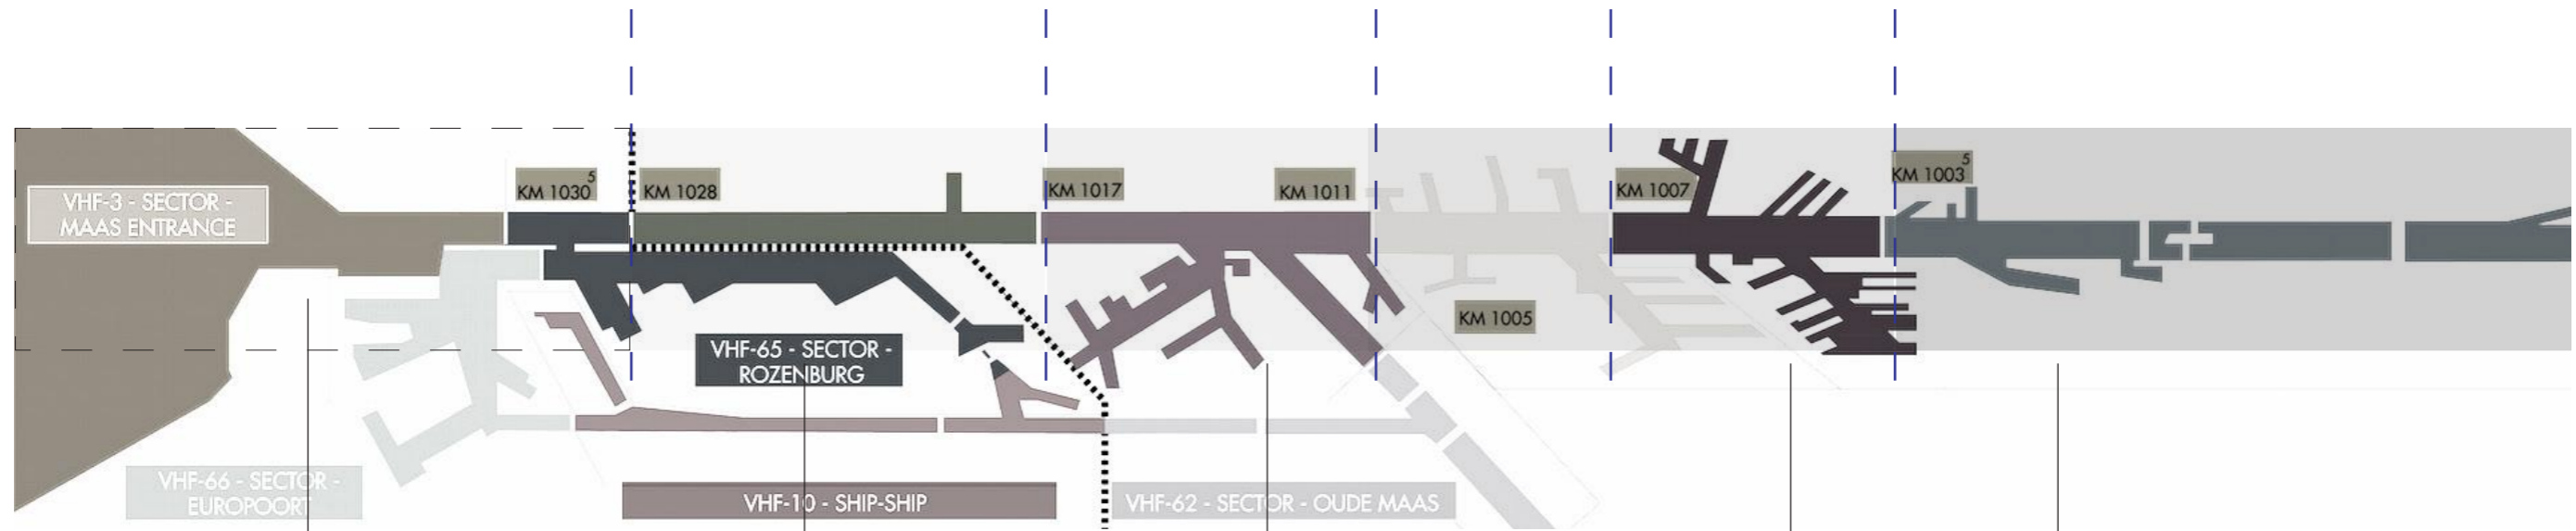 VHF-3 - SECTOR -
MAAS ENTRANCE
KM 1030 5
KM 1028
KM 1017
KM 1011
KM 1007
KM 1003 5
KM 1005
VHF-65 - SECTOR -
ROZENBURG
VHF-66 - SECTOR -
EUROPOORT
VHF-10 - SHIP-SHIP
VHF-62 - SECTOR - OUDE MAAS